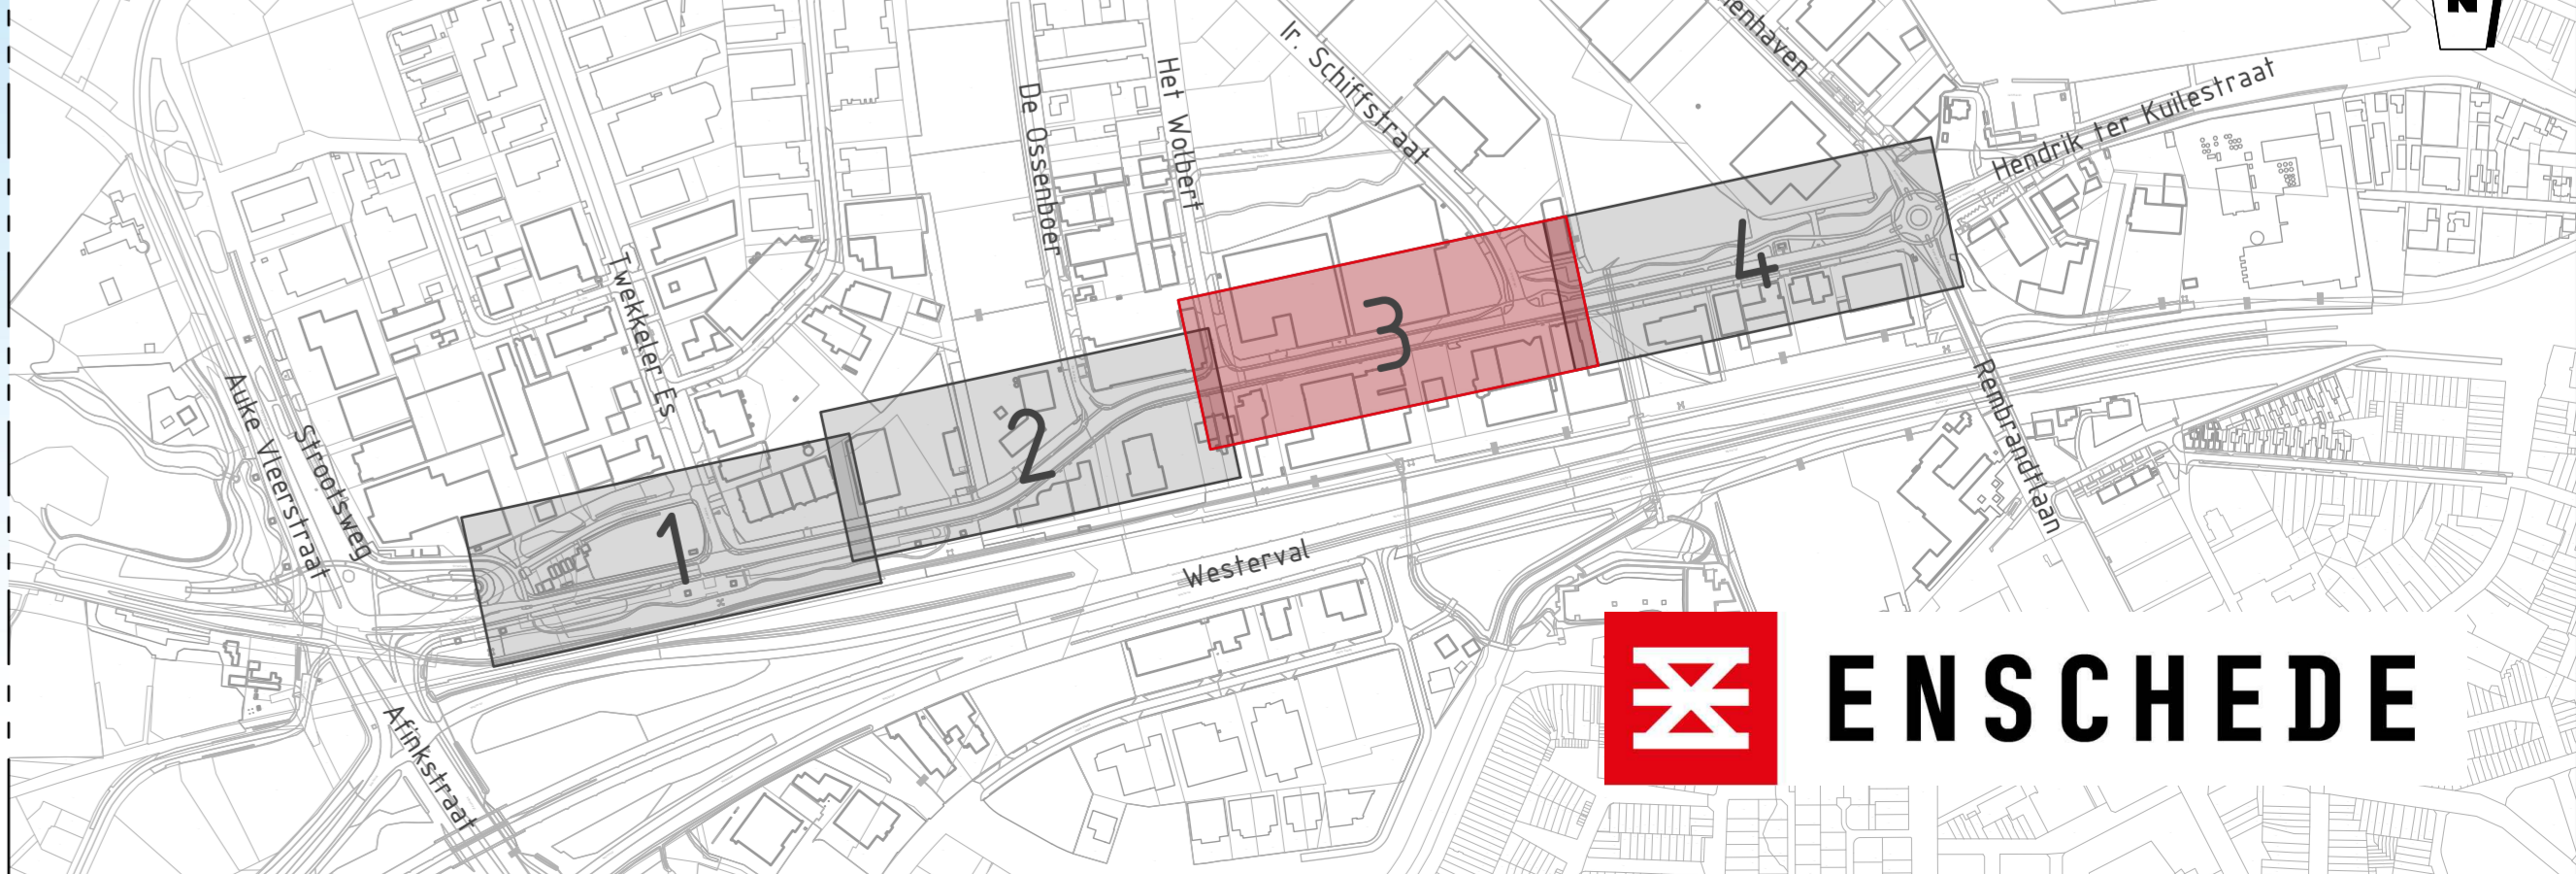 N
Ir. Schiffstraat
Het Wolbert
De Ossenboer
Hendrik ter Kuilestraat
Twekkeler Es
Auke Vleerstraat
Strootsweg
1
2
3
4
Rembrandtlaan
Westerval
Afinkstraat
ENSCHEDE